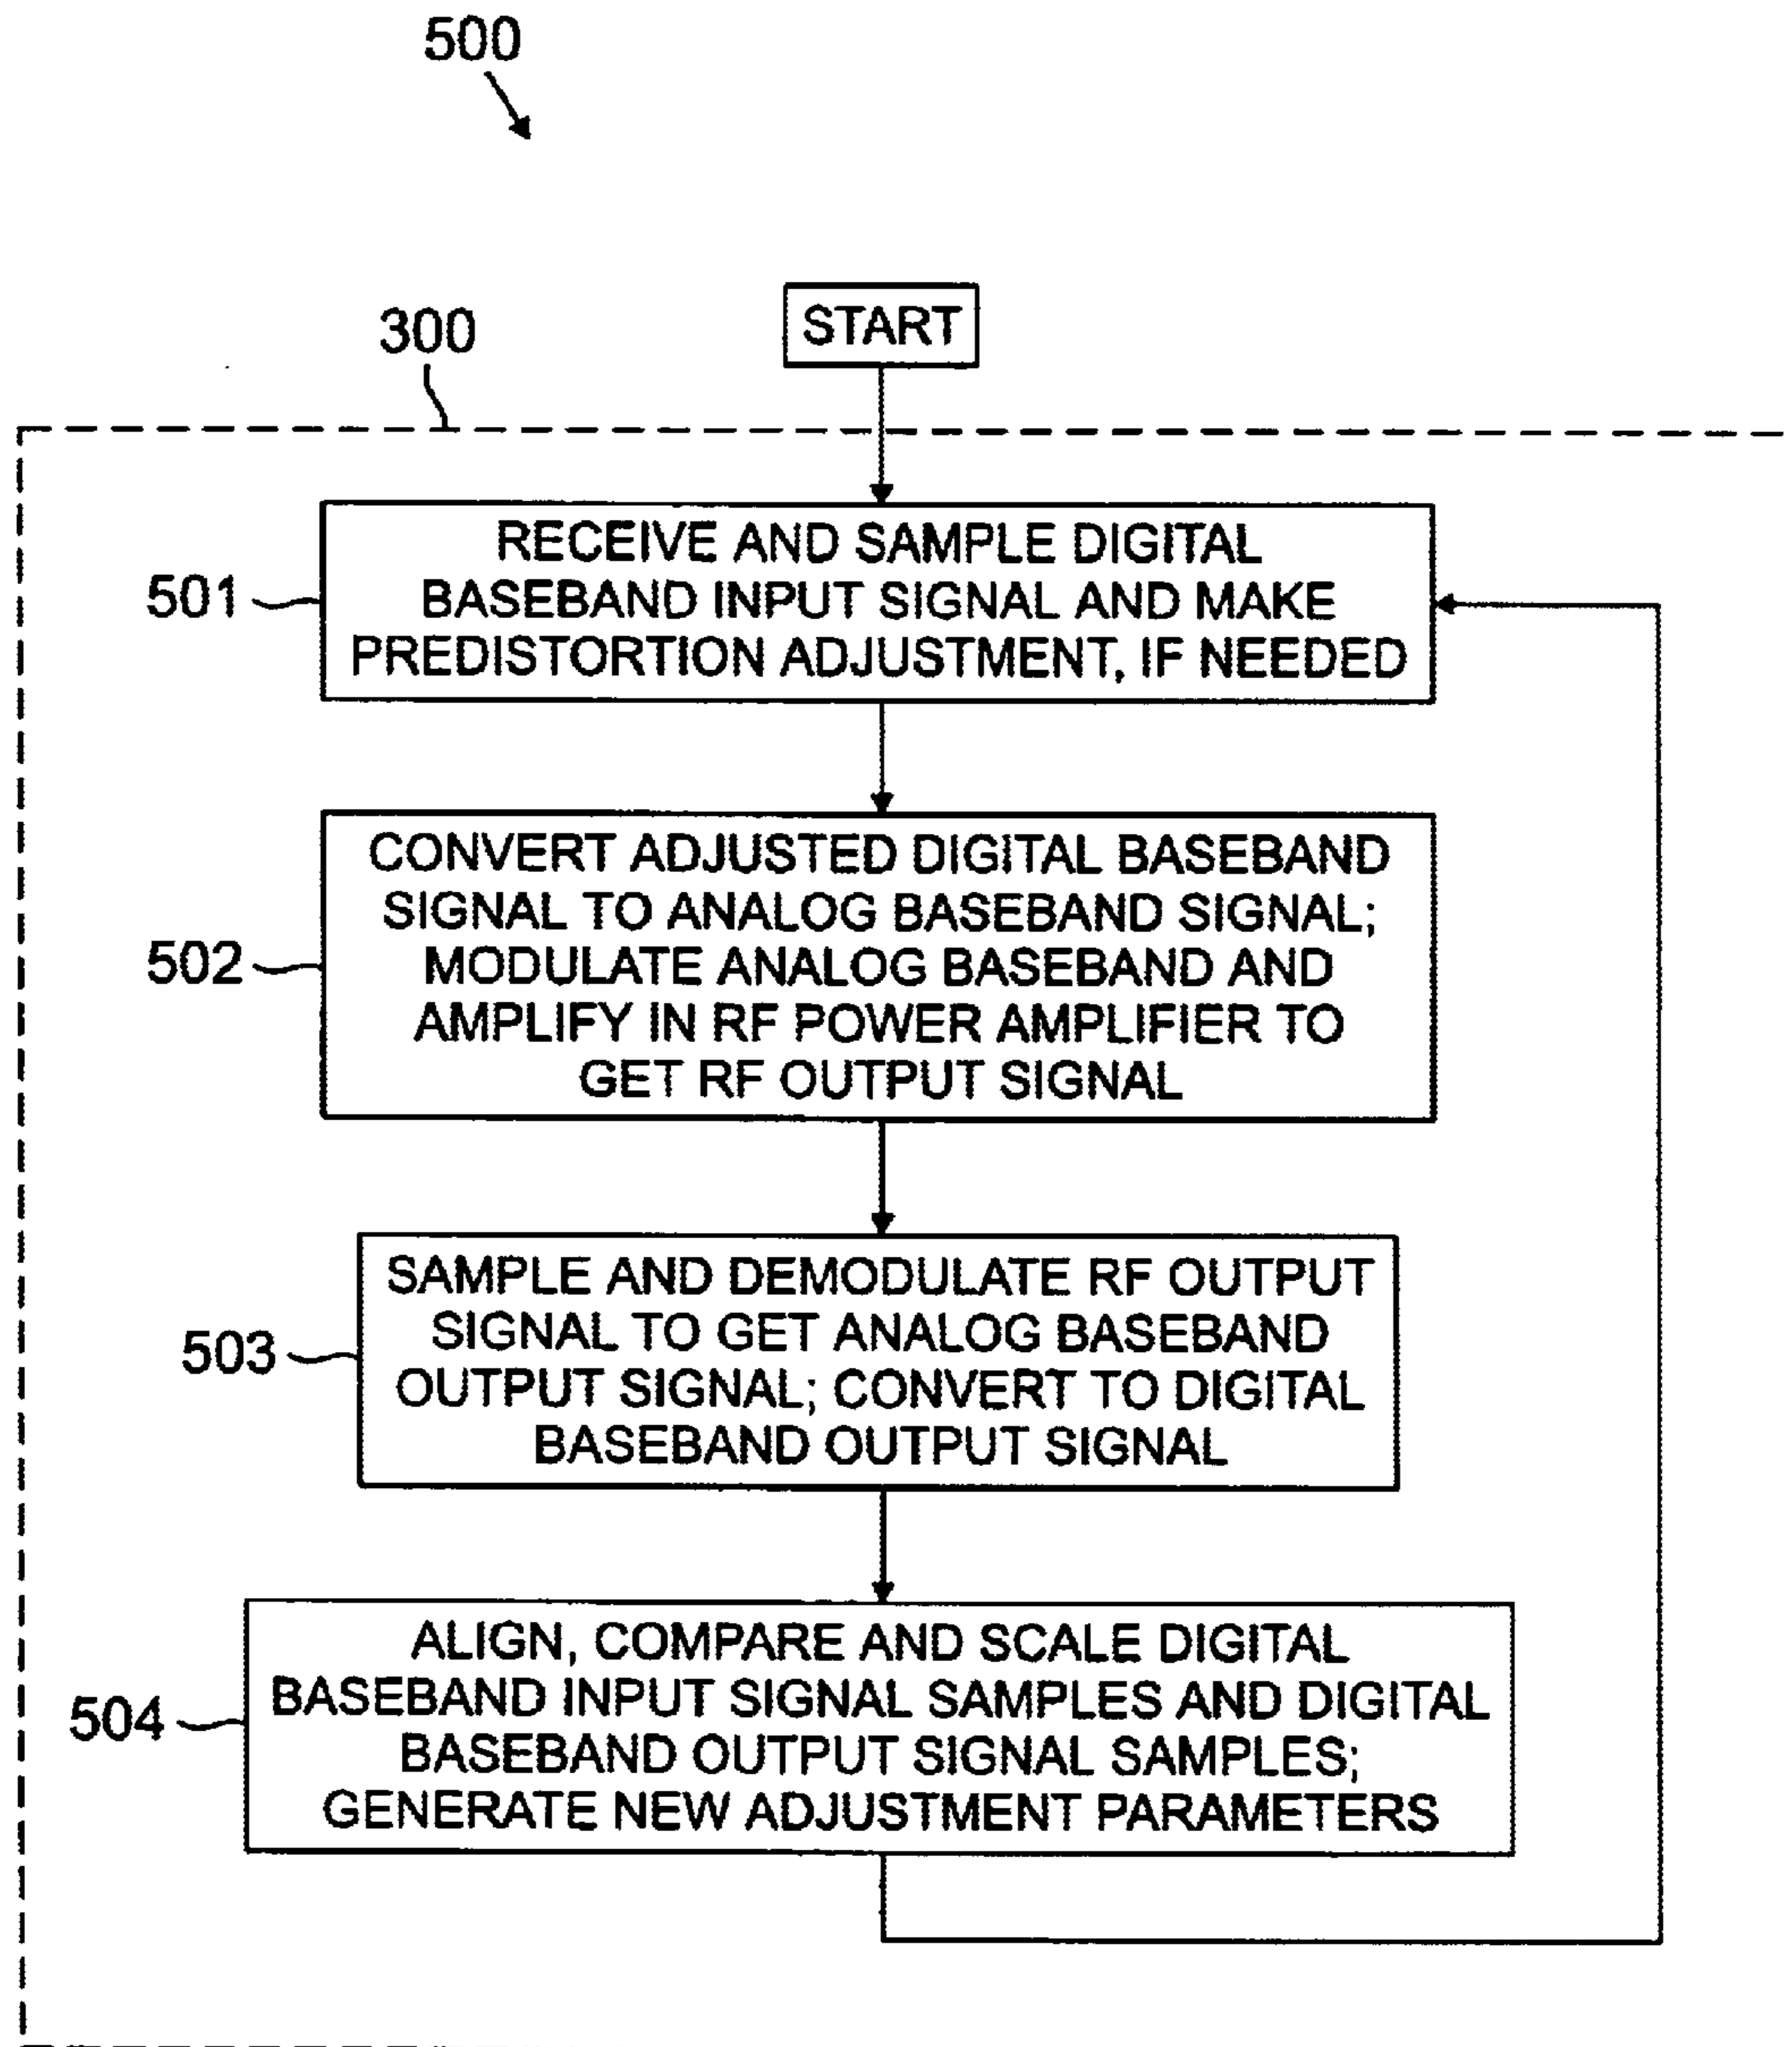 500
START
300
RECEIVE AND SAMPLE DIGITAL
BASEBAND INPUT SIGNAL AND MAKE
PREDISTORTION ADJUSTMENT, IF NEEDED
501
CONVERT ADJUSTED DIGITAL BASEBAND
SIGNAL TO ANALOG BASEBAND SIGNAL;
MODULATE ANALOG BASEBAND AND
AMPLIFY IN RF POWER AMPLIFIER TO
GET RF OUTPUT SIGNAL
502
SAMPLE AND DEMODULATE RF OUTPUT
SIGNAL TO GET ANALOG BASEBAND
OUTPUT SIGNAL; CONVERT TO DIGITAL
BASEBAND OUTPUT SIGNAL
503
ALIGN, COMPARE AND SCALE DIGITAL
BASEBAND INPUT SIGNAL SAMPLES AND DIGITAL
BASEBAND OUTPUT SIGNAL SAMPLES;
GENERATE NEW ADJUSTMENT PARAMETERS
504